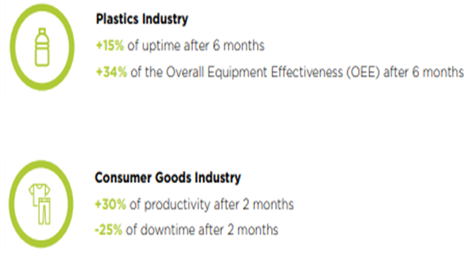 Plastics Industry
+15% of uptime after 6 months
+34% of the Overall Equipment Effectiveness (OEE) after 6 months
Consumer Goods Industry
+30% of productivity after 2 months
-25% of downtime after 2 months